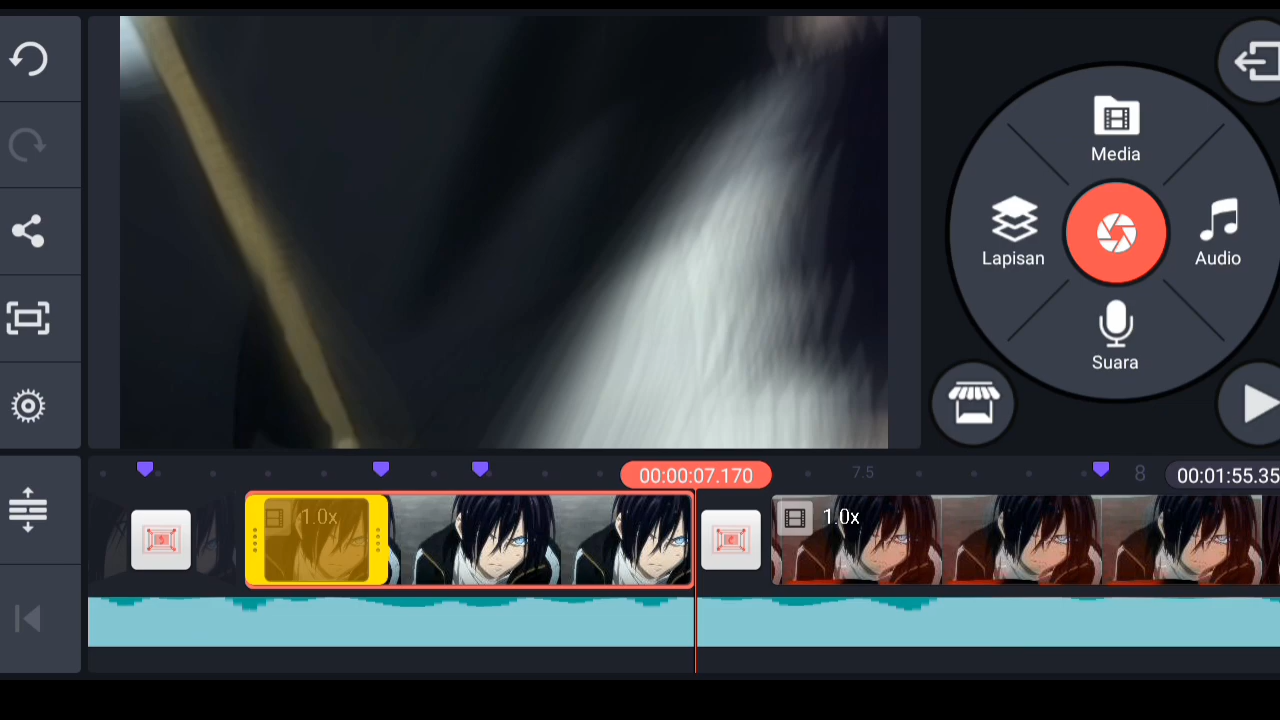 Media
Lapisan
Audio
Suara
00:00:07.170
7.5
8
00:01:55.35
1.0x
1.0x